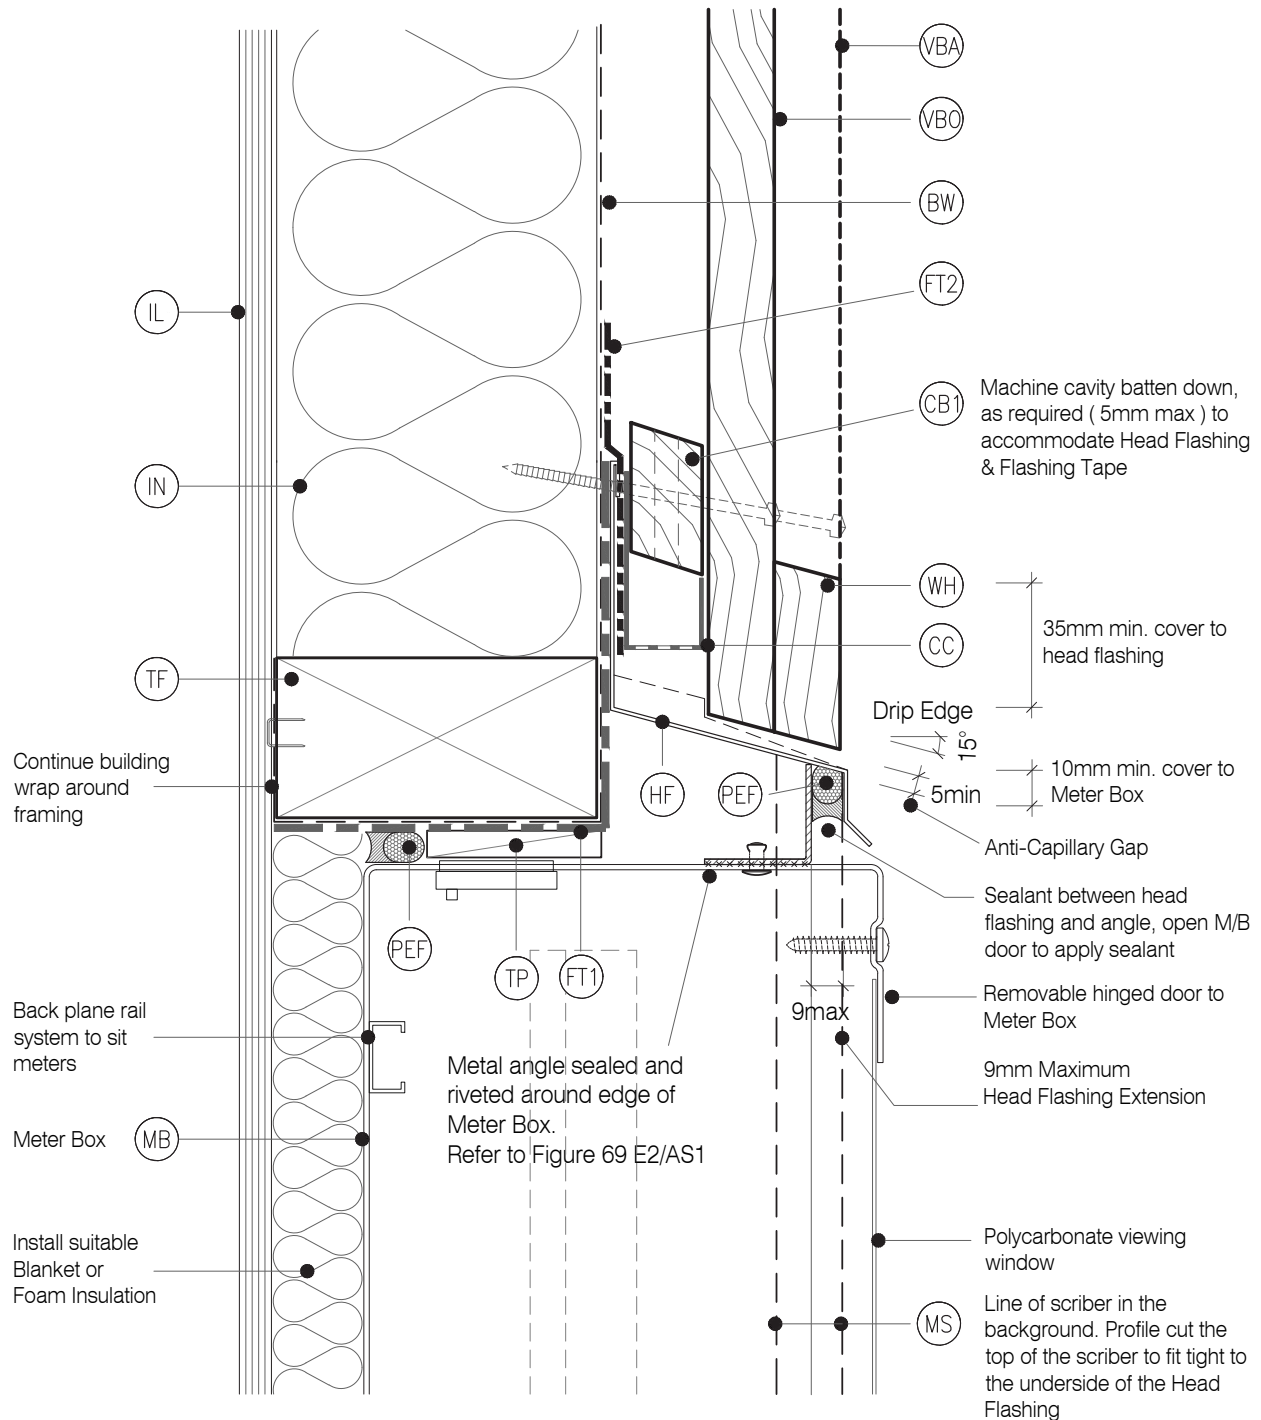 VBA
VBO
BW
FT2
IL
CB1
Machine cavity batten down,
as required ( 5mm max ) to
accommodate Head Flashing
& Flashing Tape
IN
WH
35mm min. cover to
head flashing
CC
TF
Drip Edge
15°
Continue building
wrap around
framing
HF
PEF
10mm min. cover to
Meter Box
5min
Anti-Capillary Gap
Sealant between head
flashing and angle, open M/B
door to apply sealant
PEF
TP
FT1
Removable hinged door to
Meter Box
9max
Back plane rail
system to sit
meters
Metal angle sealed and
riveted around edge of
Meter Box.
Refer to Figure 69 E2/AS1
9mm Maximum
Head Flashing Extension
Meter Box
MB
Install suitable
Blanket or
Foam Insulation
Polycarbonate viewing
window
MS
Line of scriber in the
background. Profile cut the
top of the scriber to fit tight to
the underside of the Head
Flashing